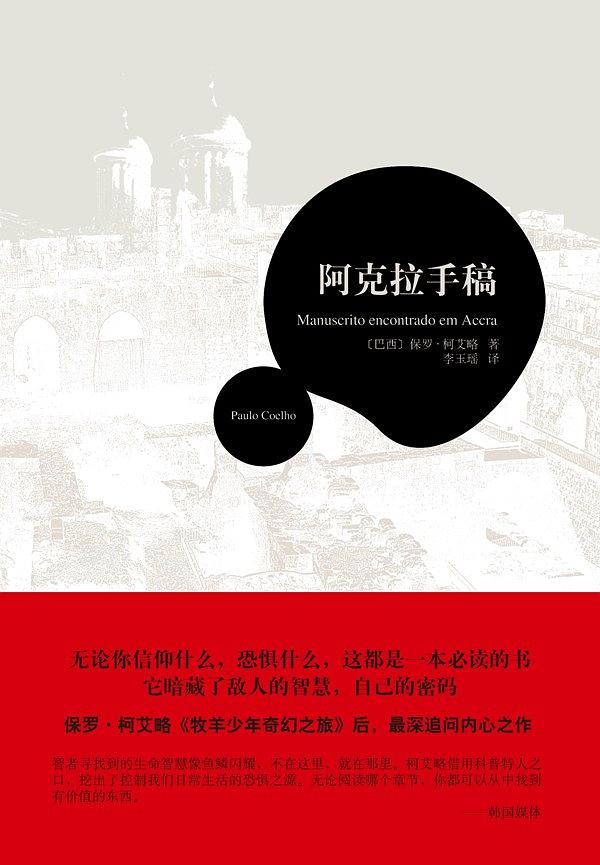 阿克拉手稿
Manuscrito encontrado em Accra
〔巴西〕保罗·柯艾略 著
李玉瑶 译
Paulo Coelho
无论你信仰什么，恐惧什么，这都是一本必读的书
它暗藏了敌人的智慧，自己的密码
保罗·柯艾略《牧羊少年奇幻之旅》后，最深追问内心之作
智者寻找到的生命智慧像鱼鳞闪耀，不在这里，就在那里。柯艾略借用科普特人之
口，挖出了控制我们日常生活的恐惧之源。无论阅读哪个章节，你都可以从中找到
有价值的东西。
——韩国媒体